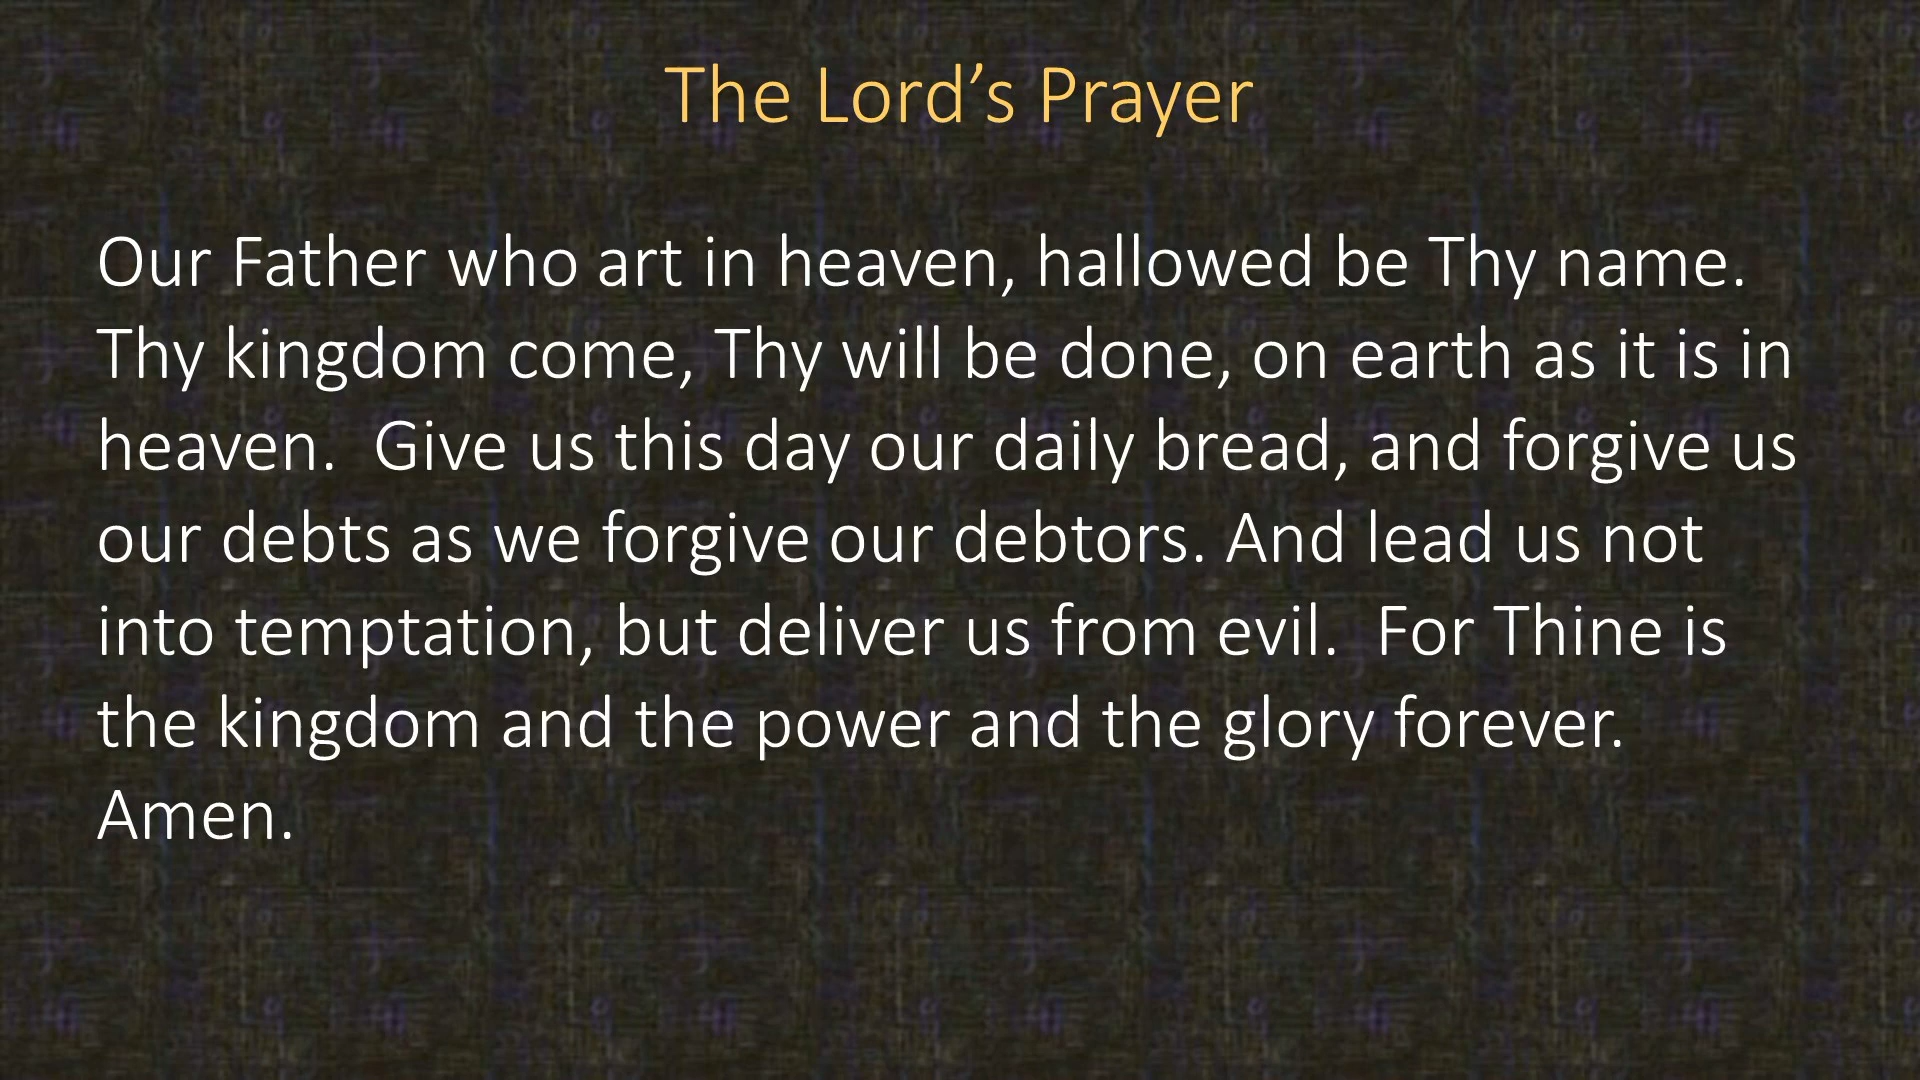 The Lord’s Prayer
Our Father who art in heaven, hallowed be Thy name.
Thy kingdom come, Thy will be done, on earth as it is in
heaven.  Give us this day our daily bread, and forgive us
our debts as we forgive our debtors. And lead us not
into temptation, but deliver us from evil.  For Thine is
the kingdom and the power and the glory forever.
Amen.